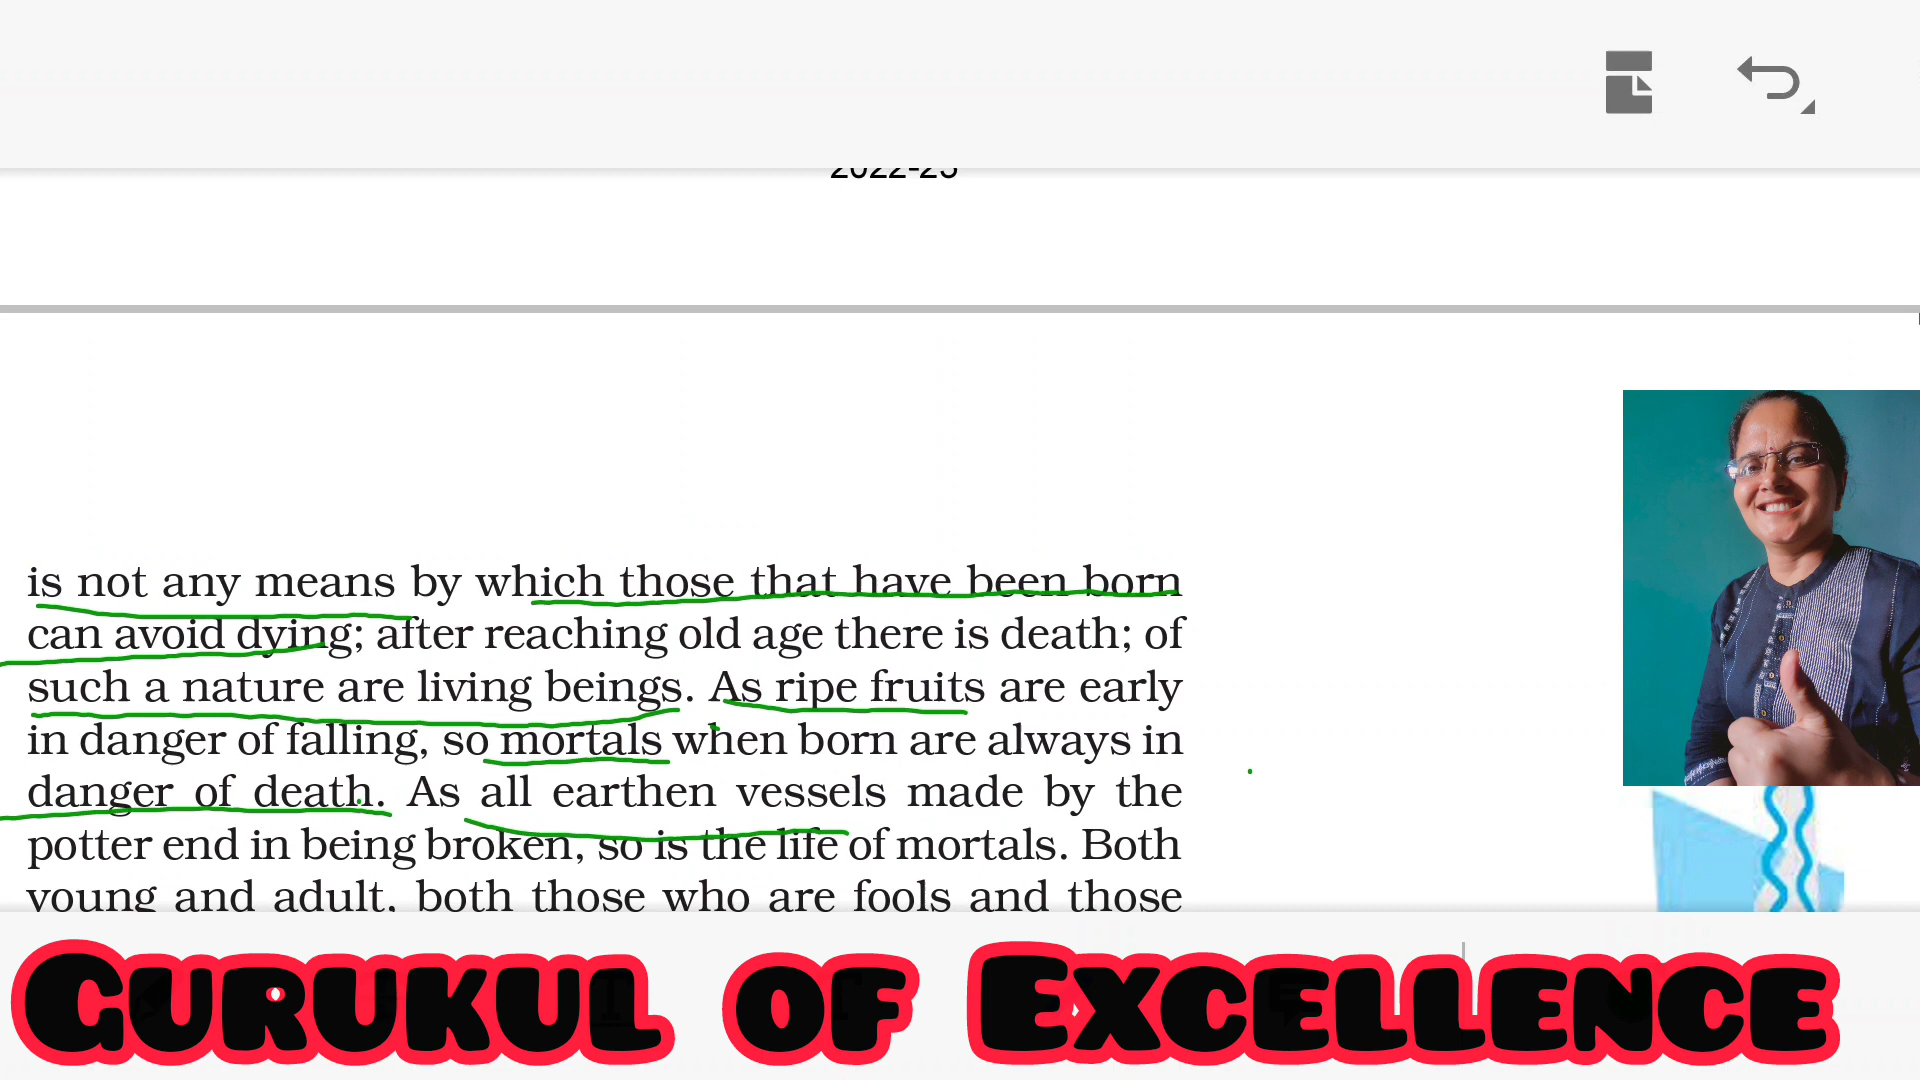 2022-23
is not any means by which those that have been born
can avoid dying; after reaching old age there is death; of
such a nature are living beings. As ripe fruits are early
in danger of falling, so mortals when born are always in
danger of death. As all earthen vessels made by the
potter end in being broken, so is the life of mortals. Both
young and adult, both those who are fools and those
GURUKUL OF EXCELLENCE